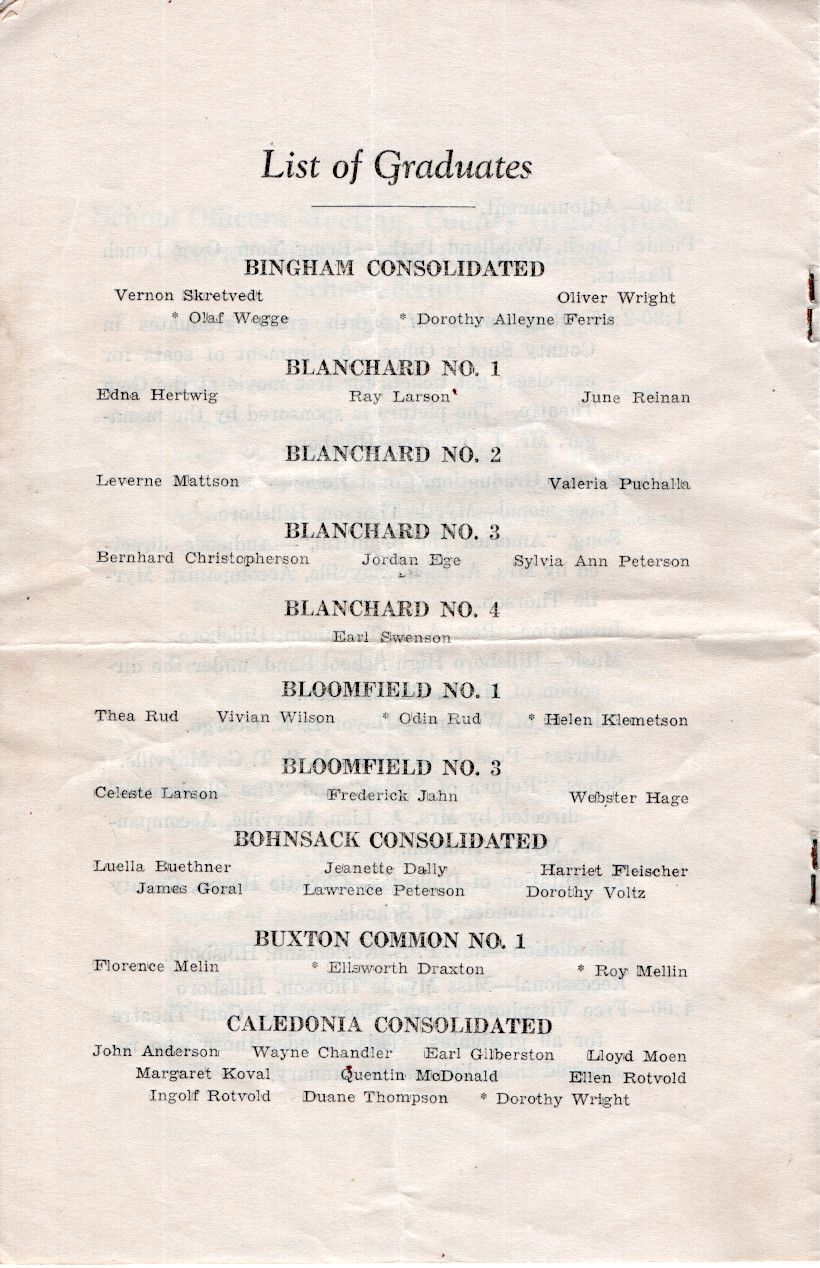 List of Graduates
BINGHAM CONSOLIDATED
Vernon Skretvedt Oliver Wright
* Olaf Wegge * Dorothy Alleyne Ferris
BLANCHARD NO. 1
Edna Hertwig Ray Larson June Reinan
BLANCHARD NO. 2
Leverne Mattson Valeria Puchalla
BLANCHARD NO. 3
Bernhard Christopherson Jordan Ege Sylvia Ann Peterson
BLANCHARD NO. 4
Earl Swenson
BLOOMFIELD NO. 1
Thea Rud Vivian Wilson * Odin Rud * Helen Klemetson
BLOOMFIELD NO. 3
Celeste Larson Frederick Jahn Webster Hage
BOHNSACK CONSOLIDATED
Luella Buethner Jeanette Dally Harriet Fleischer
James Goral Lawrence Peterson Dorothy Voltz
BUXTON COMMON NO. 1
Florence Melin * Ellsworth Draxton * Roy Mellin
CALEDONIA CONSOLIDATED
John Anderson Wayne Chandler Earl Gilberston Lloyd Moen
Margaret Koval Quentin McDonald Ellen Rotvold
Ingolf Rotvold Duane Thompson * Dorothy Wright